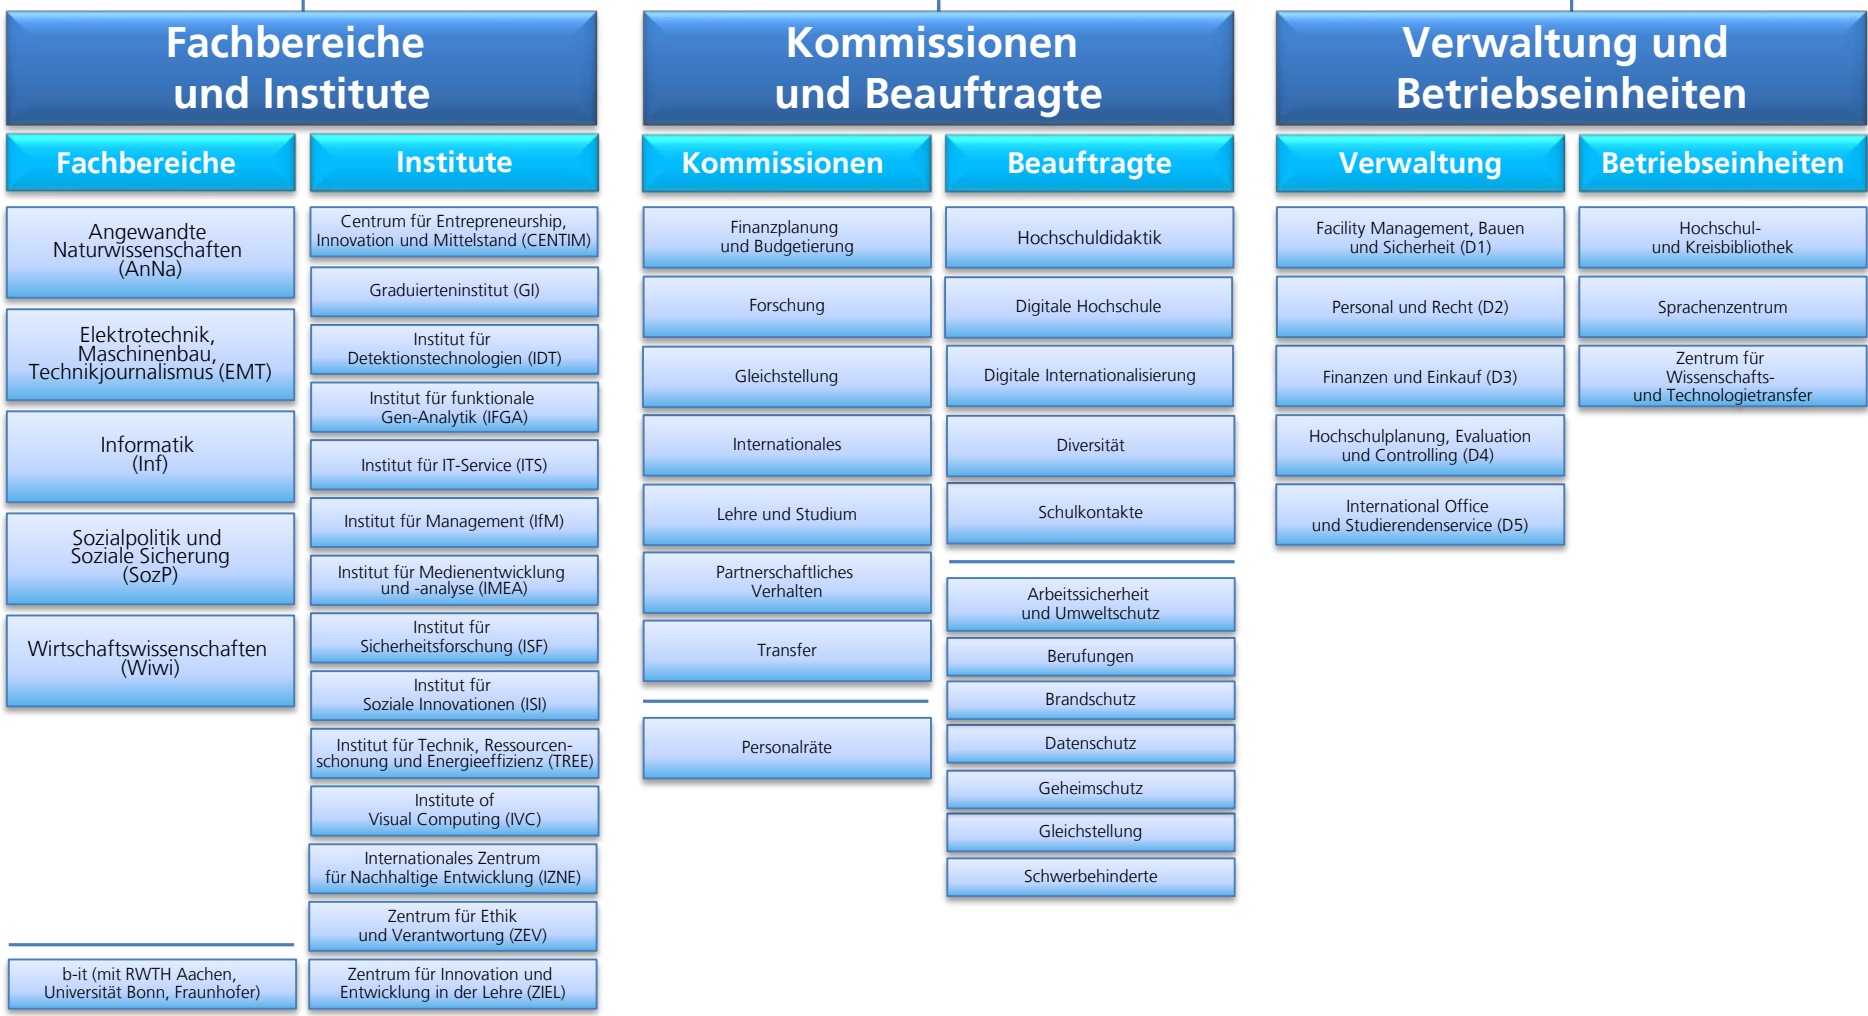 Fachbereiche
und Institute
Fachbereiche
Angewandte
Naturwissenschaften
(AnNa)
Elektrotechnik,
Maschinenbau,
Technikjournalismus (EMT)
Informatik
(Inf)
Sozialpolitik und
Soziale Sicherung
(SozP)
Wirtschaftswissenschaften
(Wiwi)
b-it (mit RWTH Aachen,
Universität Bonn, Fraunhofer)
Institute
Centrum für Entrepreneurship,
Innovation und Mittelstand (CENTIM)
Graduierteninstitut (GI)
Institut für
Detektionstechnologien (IDT)
Institut für funktionale
Gen-Analytik (IFGA)
Institut für IT-Service (ITS)
Institut für Management (IfM)
Institut für Medienentwicklung
und -analyse (IMEA)
Institut für
Sicherheitsforschung (ISF)
Institut für
Soziale Innovationen (ISI)
Institut für Technik, Ressourcen-
schonung und Energieeffizienz (TREE)
Institute of
Visual Computing (IVC)
Internationales Zentrum
für Nachhaltige Entwicklung (IZNE)
Zentrum für Ethik
und Verantwortung (ZEV)
Zentrum für Innovation und
Entwicklung in der Lehre (ZIEL)
Kommissionen
und Beauftragte
Kommissionen
Finanzplanung
und Budgetierung
Forschung
Gleichstellung
Internationales
Lehre und Studium
Partnerschaftliches
Verhalten
Transfer
Personalräte
Beauftragte
Hochschuldidaktik
Digitale Hochschule
Digitale Internationalisierung
Diversität
Schulkontakte
Arbeitssicherheit
und Umweltschutz
Berufungen
Brandschutz
Datenschutz
Geheimschutz
Gleichstellung
Schwerbehinderte
Verwaltung und
Betriebseinheiten
Verwaltung
Facility Management, Bauen
und Sicherheit (D1)
Personal und Recht (D2)
Finanzen und Einkauf (D3)
Hochschulplanung, Evaluation
und Controlling (D4)
International Office
und Studierendenservice (D5)
Betriebseinheiten
Hochschul-
und Kreisbibliothek
Sprachenzentrum
Zentrum für
Wissenschafts-
und Technologietransfer